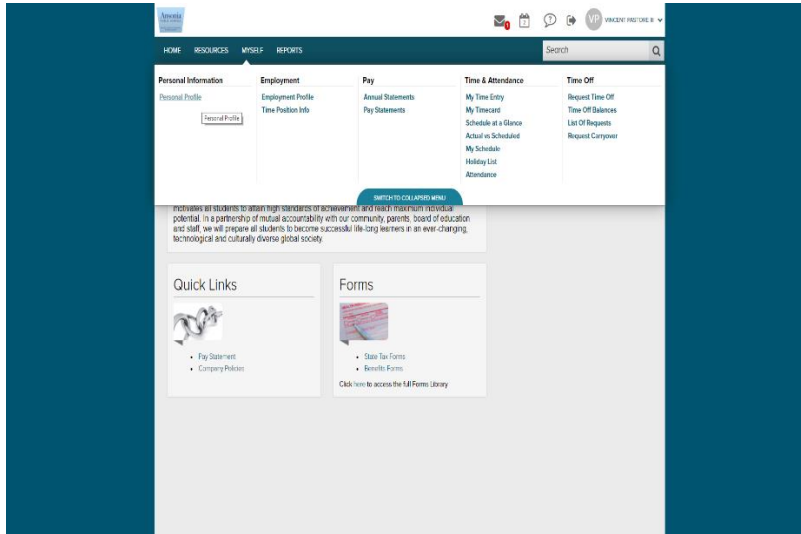 Ansonia
VP VINCENT PASTORE III
HOME RESOURCES MYSELF REPORTS
Search
Personal Information
Personal Profile
Personal Profile
Employment
Employment Profile
Time Position Info
Pay
Annual Statements
Pay Statements
Time & Attendance
My Time Entry
My Timecard
Schedule at a Glance
Actual vs Scheduled
My Schedule
Holiday List
Attendance
Time Off
Request Time Off
Time Off Balances
List Of Requests
Request Carryover
SWITCH TO COLLAPSED MENU
motivates all students to attain high standards of achievement and reach maximum individual
potential. In a partnership of mutual accountability with our community, parents, board of education
and staff, we will prepare all students to become successful life-long learners in an ever-changing,
technological and culturally diverse global society.
Quick Links
• Pay Statement
• Company Policies
Forms
• State Tax Forms
• Benefits Forms
Click here to access the full Forms Library